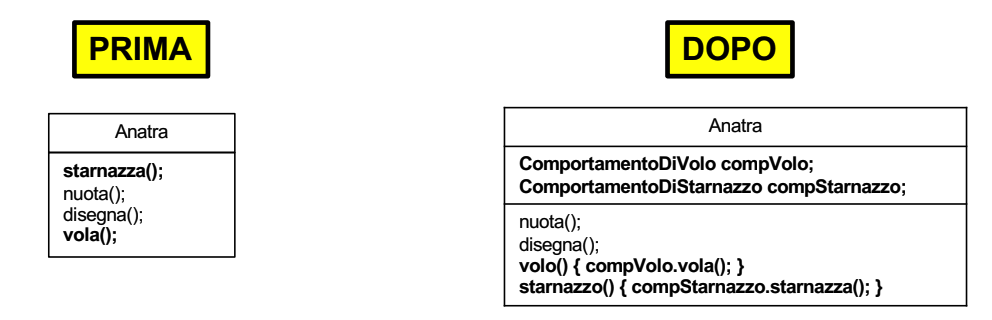 PRIMA
Anatra
starnazza();
nuota();
disegna();
vola();
DOPO
Anatra
ComportamentoDiVolo compVolo;
ComportamentoDiStarnazzo compStarnazzo;
nuota();
disegna();
volo() { compVolo.vola(); }
starnazzo() { compStarnazzo.starnazza(); }